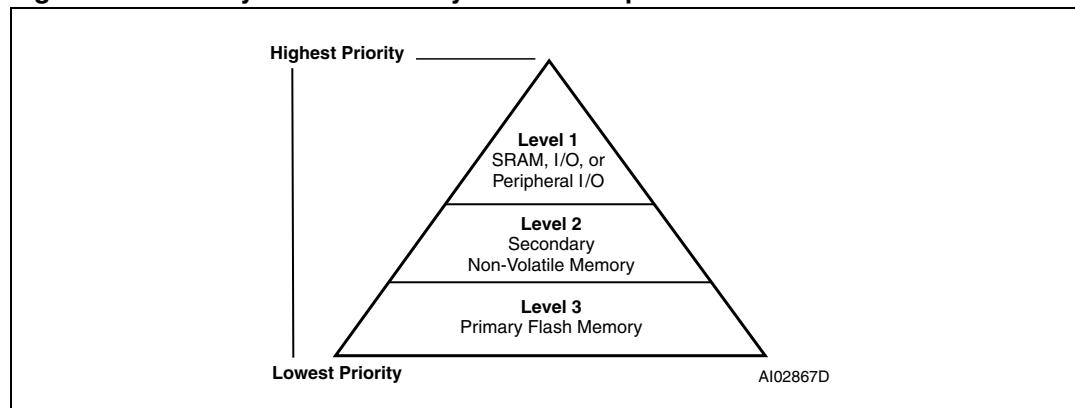 Highest Priority
Level 1
SRAM, I/O, or
Peripheral I/O
Level 2
Secondary
Non-Volatile Memory
Level 3
Primary Flash Memory
Lowest Priority
AI02867D